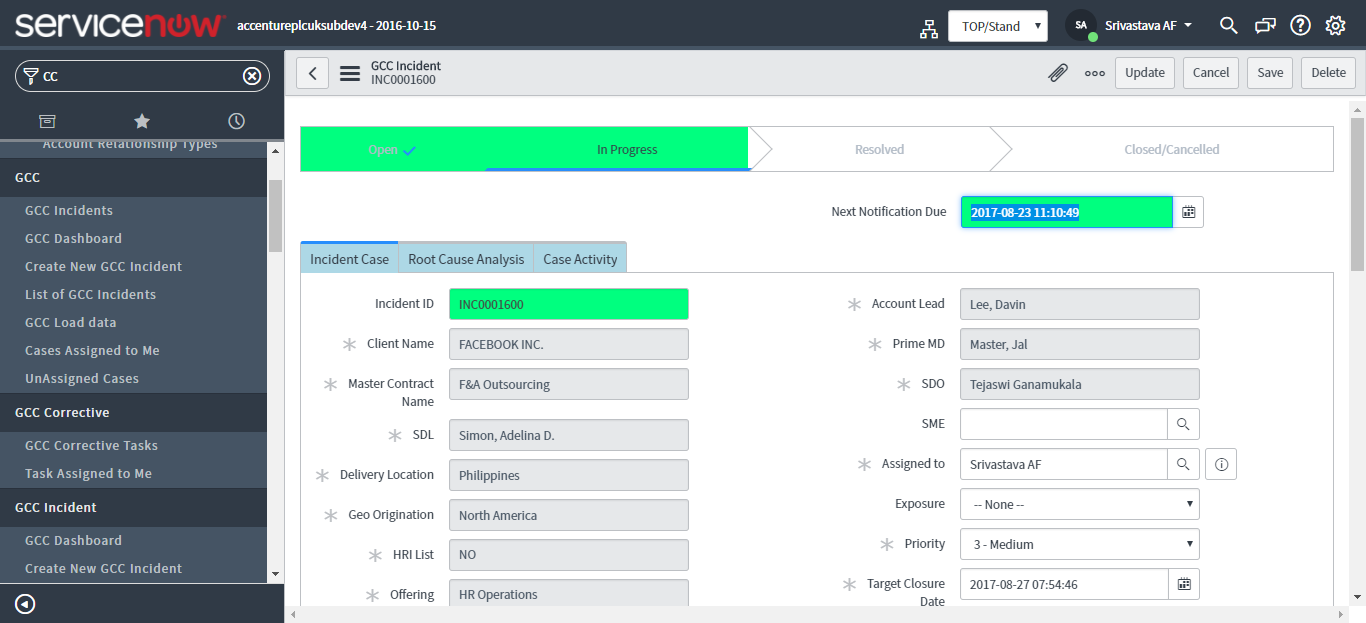 servicenow accentureplcuksubdev4 - 2016-10-15
TOP/Stand
SA Srivastava AF
CC
Account Relationship Types
GCC
GCC Incidents
GCC Dashboard
Create New GCC Incident
List of GCC Incidents
GCC Load data
Cases Assigned to Me
UnAssigned Cases
GCC Corrective
GCC Corrective Tasks
Task Assigned to Me
GCC Incident
GCC Dashboard
Create New GCC Incident
GCC Incident
INC0001600
Update Cancel Save Delete
Open In Progress Resolved Closed/Cancelled
Next Notification Due 2017-08-23 11:10:49
Incident Case Root Cause Analysis Case Activity
Incident ID INC0001600
Client Name FACEBOOK INC.
Master Contract
Name
F&A Outsourcing
SDL Simon, Adelina D.
Delivery Location Philippines
Geo Origination North America
HRI List NO
Offering HR Operations
Account Lead Lee, Davin
Prime MD Master, Jal
SDO Tejaswi Ganamukala
SME
Assigned to Srivastava AF
Exposure -- None --
Priority 3 - Medium
Target Closure
Date
2017-08-27 07:54:46